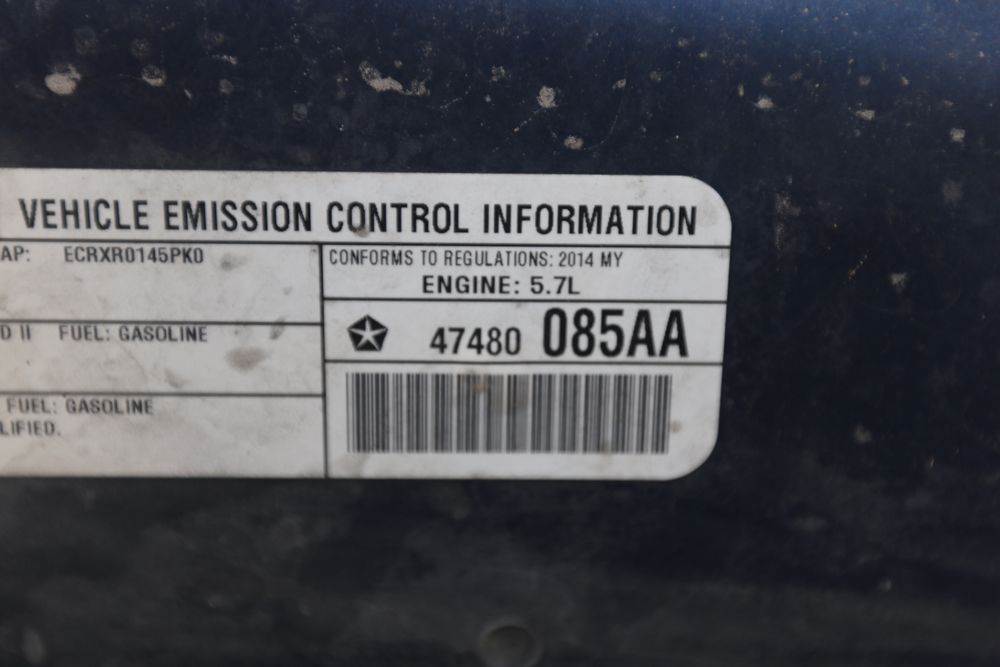 VEHICLE EMISSION CONTROL INFORMATION
AP: ECRXR0145PK0
CONFORMS TO REGULATIONS: 2014 MY
ENGINE: 5.7L
D II FUEL: GASOLINE
47480 085AA
FUEL: GASOLINE
LIFIED.